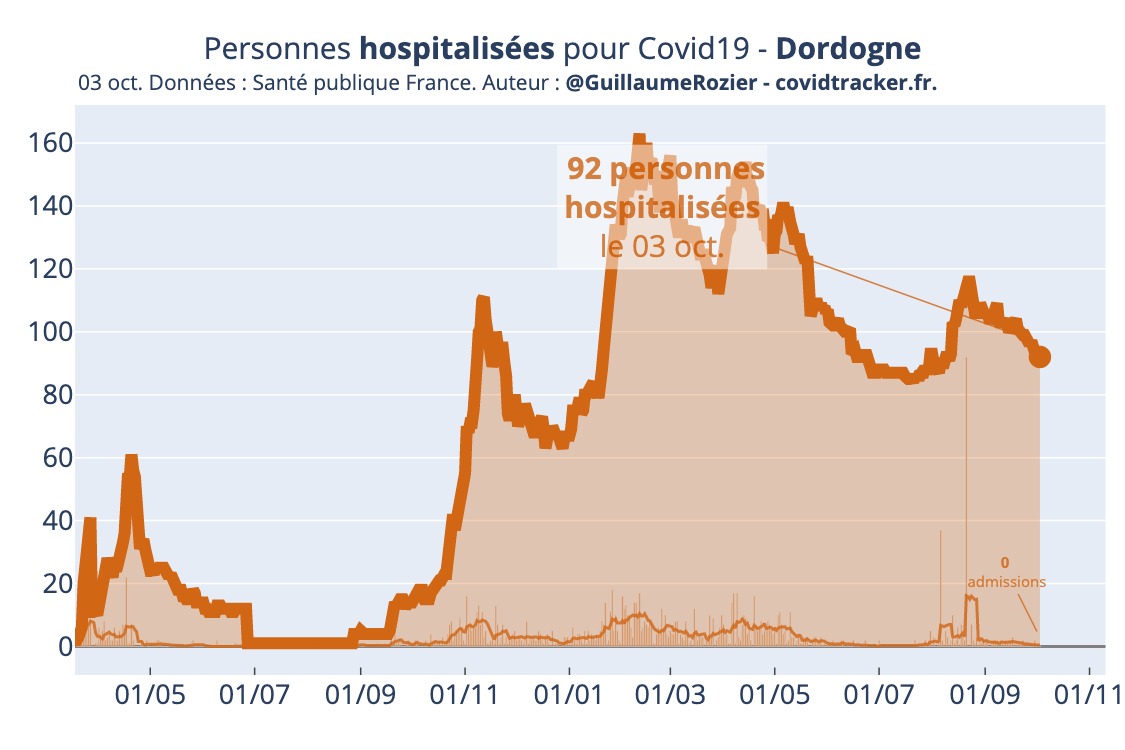 Personnes hospitalisées pour Covid19 - Dordogne
03 oct. Données : Santé publique France. Auteur : @GuillaumeRozier - covidtracker.fr.
160
140
120
100
80
60
40
20
0
92 personnes
hospitalisées
le 03 oct.
0
admissions
01/05 01/07 01/09 01/11 01/01 01/03 01/05 01/07 01/09 01/11